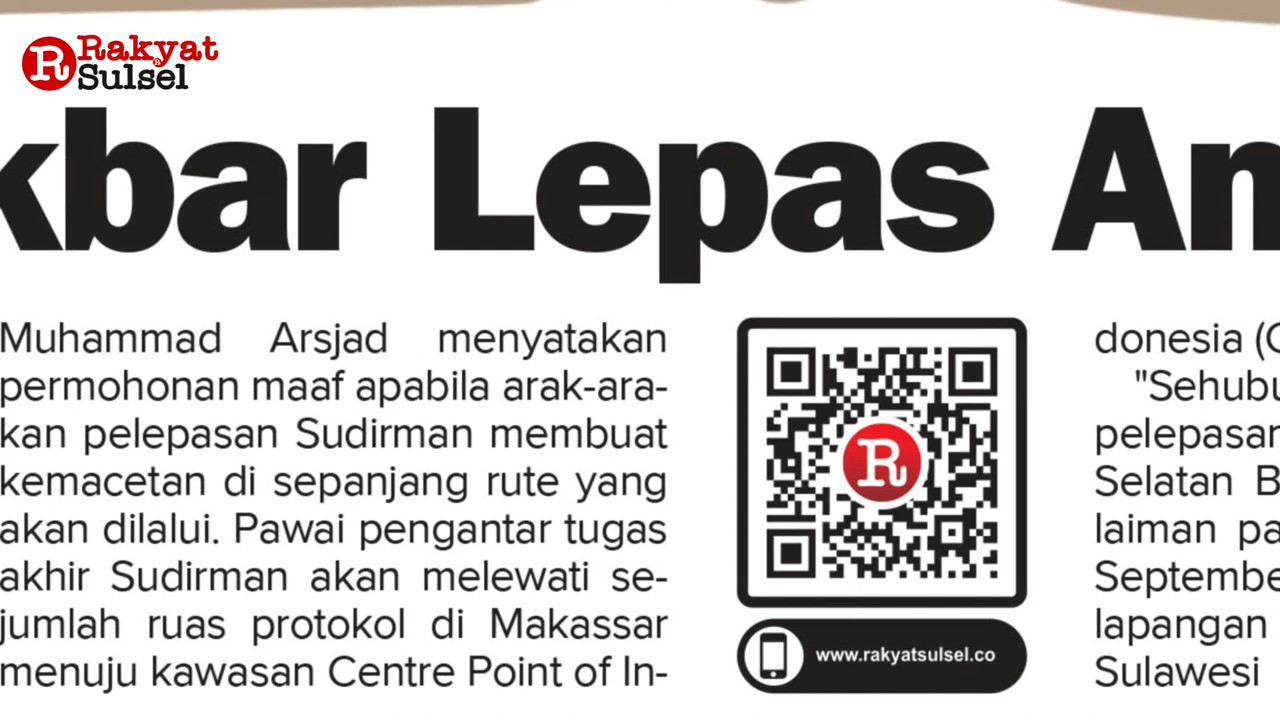 Rakyat
Sulsel
kbar Lepas An
Muhammad Arsjad menyatakan
permohonan maaf apabila arak-ara-
kan pelepasan Sudirman membuat
kemacetan di sepanjang rute yang
akan dilalui. Pawai pengantar tugas
akhir Sudirman akan melewati se-
jumlah ruas protokol di Makassar
menuju kawasan Centre Point of In-
R
www.rakyatsulsel.co
donesia (C
"Sehubu
pelepasan
Selatan B
laiman pa
Septembe
lapangan
Sulawesi